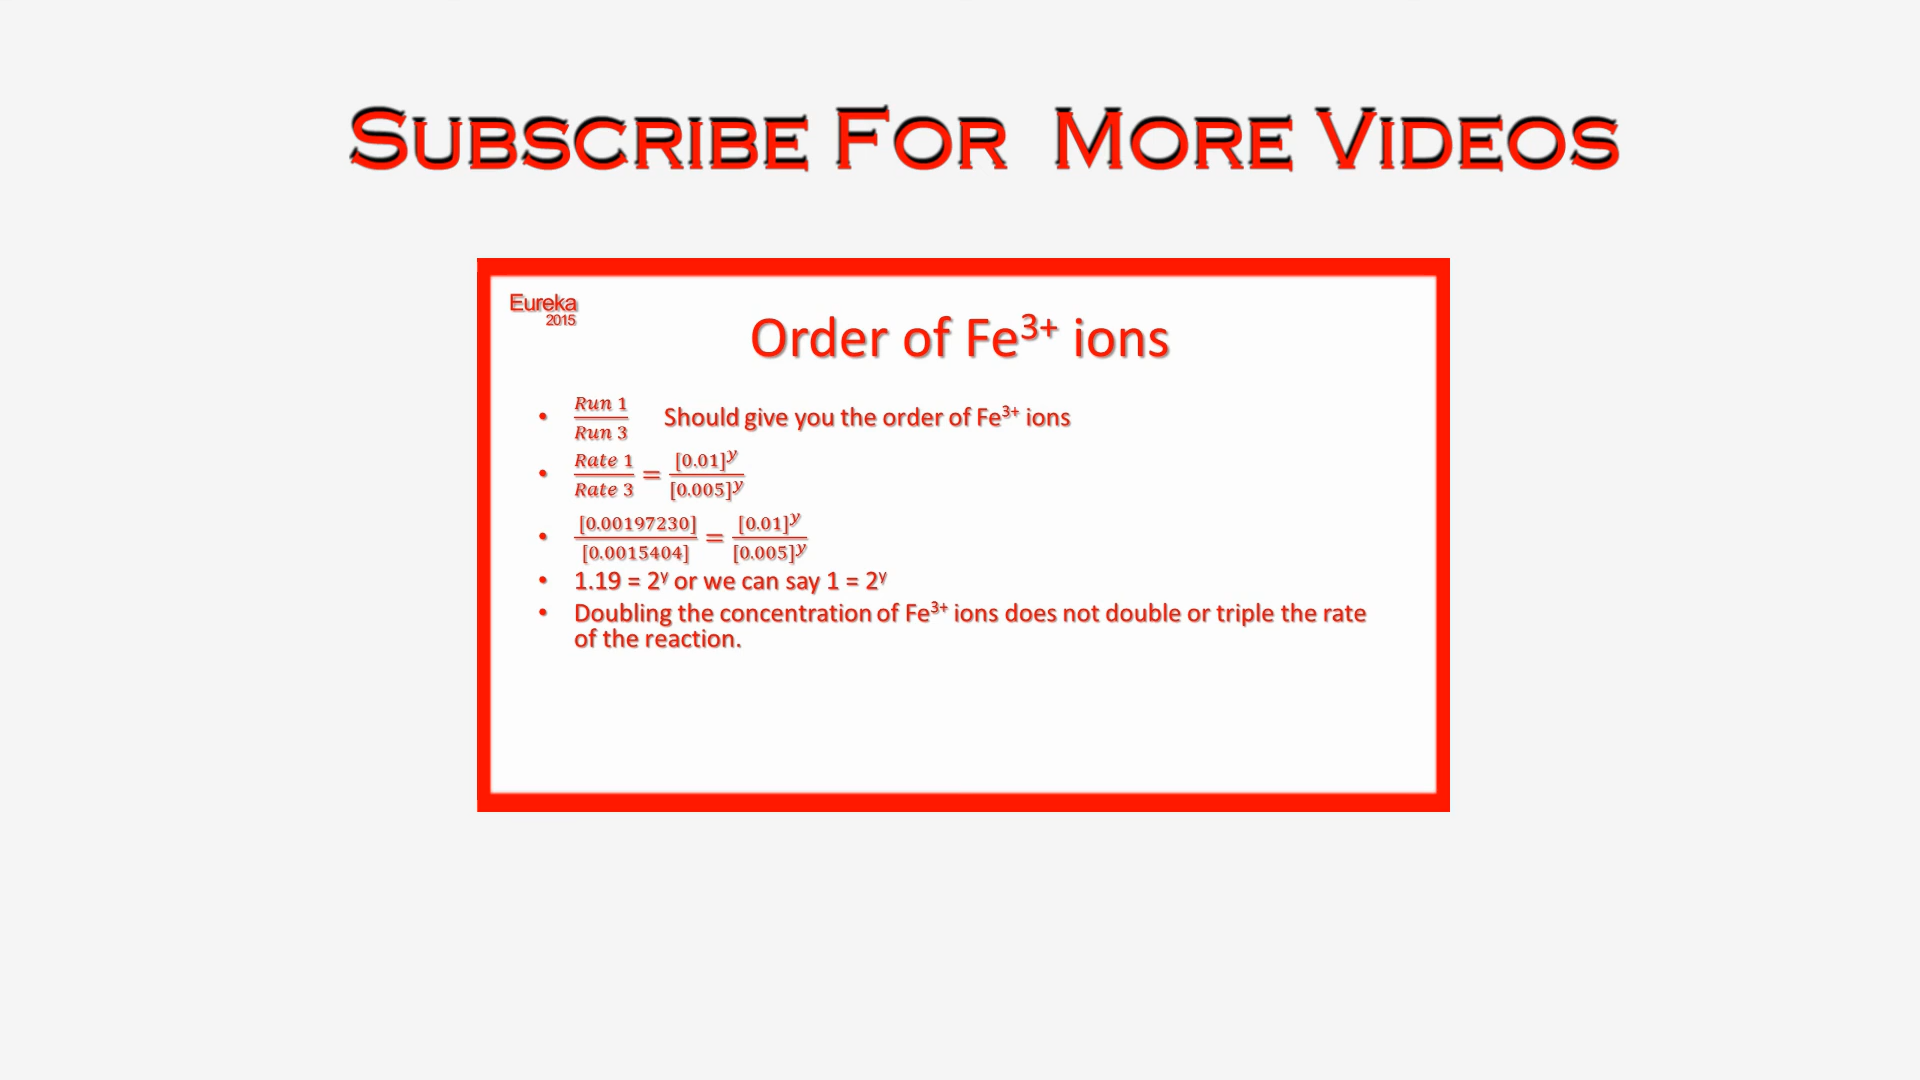 Subscribe For More Videos
Eureka
2015
Order of Fe³⁺ ions
• Run 1 / Run 3 Should give you the order of Fe³⁺ ions
• Rate 1 / Rate 3 = [0.01]ʸ / [0.005]ʸ
• [0.00197230] / [0.0015404] = [0.01]ʸ / [0.005]ʸ
• 1.19 = 2ʸ or we can say 1 = 2ʸ
• Doubling the concentration of Fe³⁺ ions does not double or triple the rate
of the reaction.